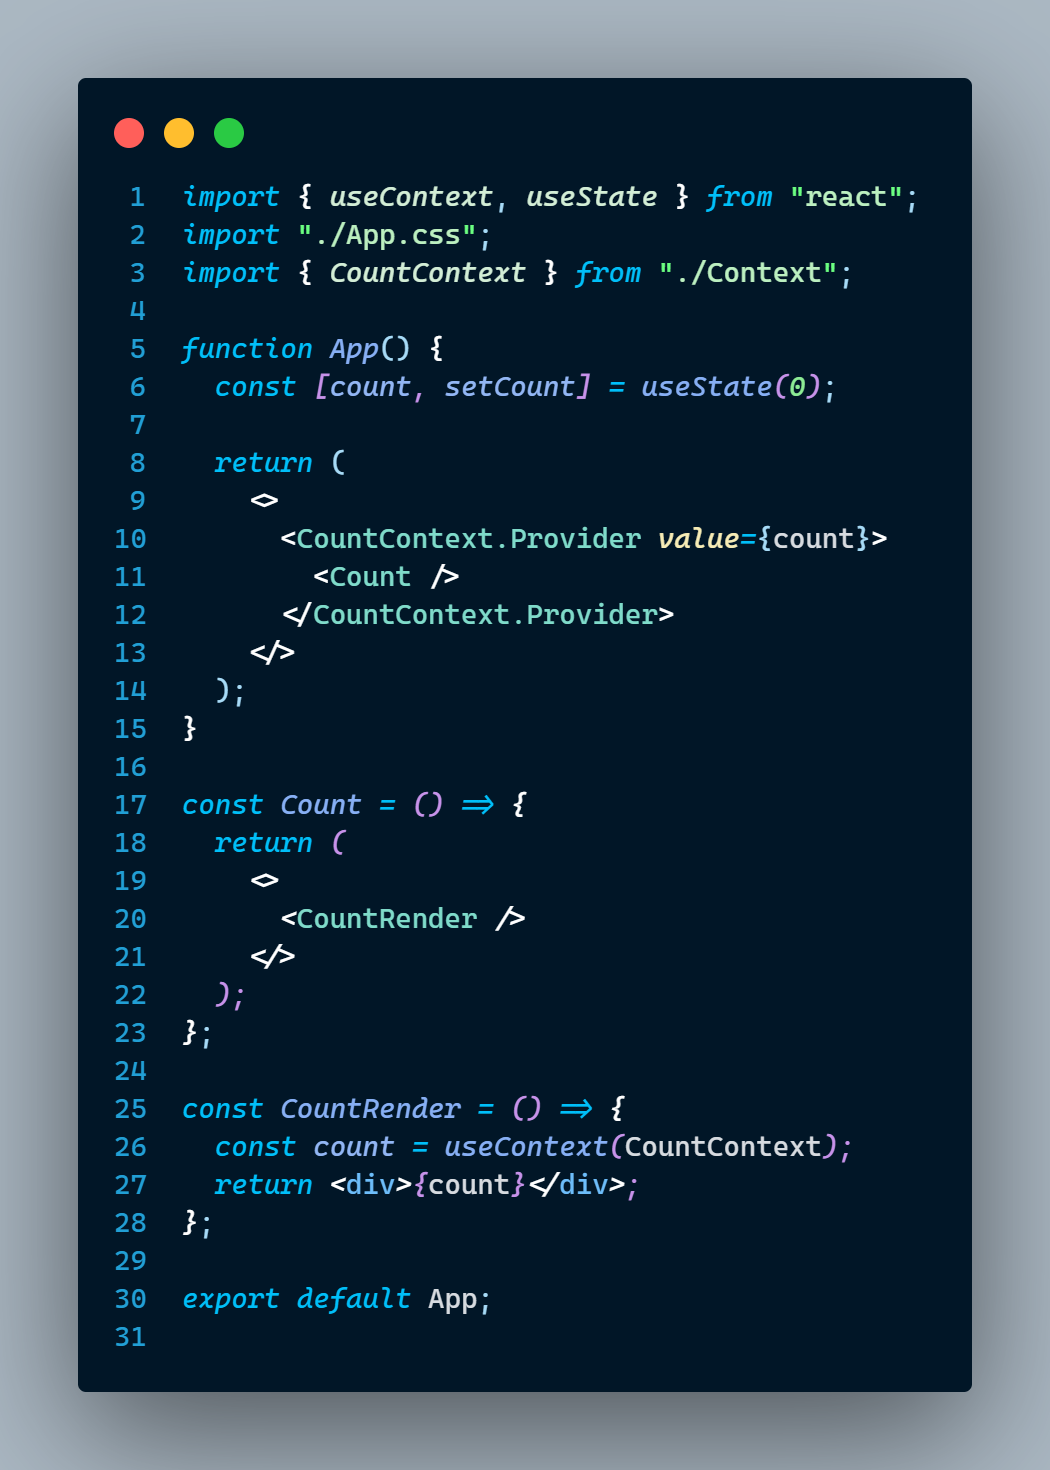 1 import { useContext, useState } from "react";
2 import "./App.css";
3 import { CountContext } from "./Context";
4
5 function App() {
6   const [count, setCount] = useState(0);
7
8   return (
9     <>
10       <CountContext.Provider value={count}>
11         <Count />
12       </CountContext.Provider>
13     </>
14   );
15 }
16
17 const Count = () => {
18   return (
19     <>
20       <CountRender />
21     </>
22   );
23 };
24
25 const CountRender = () => {
26   const count = useContext(CountContext);
27   return <div>{count}</div>;
28 };
29
30 export default App;
31